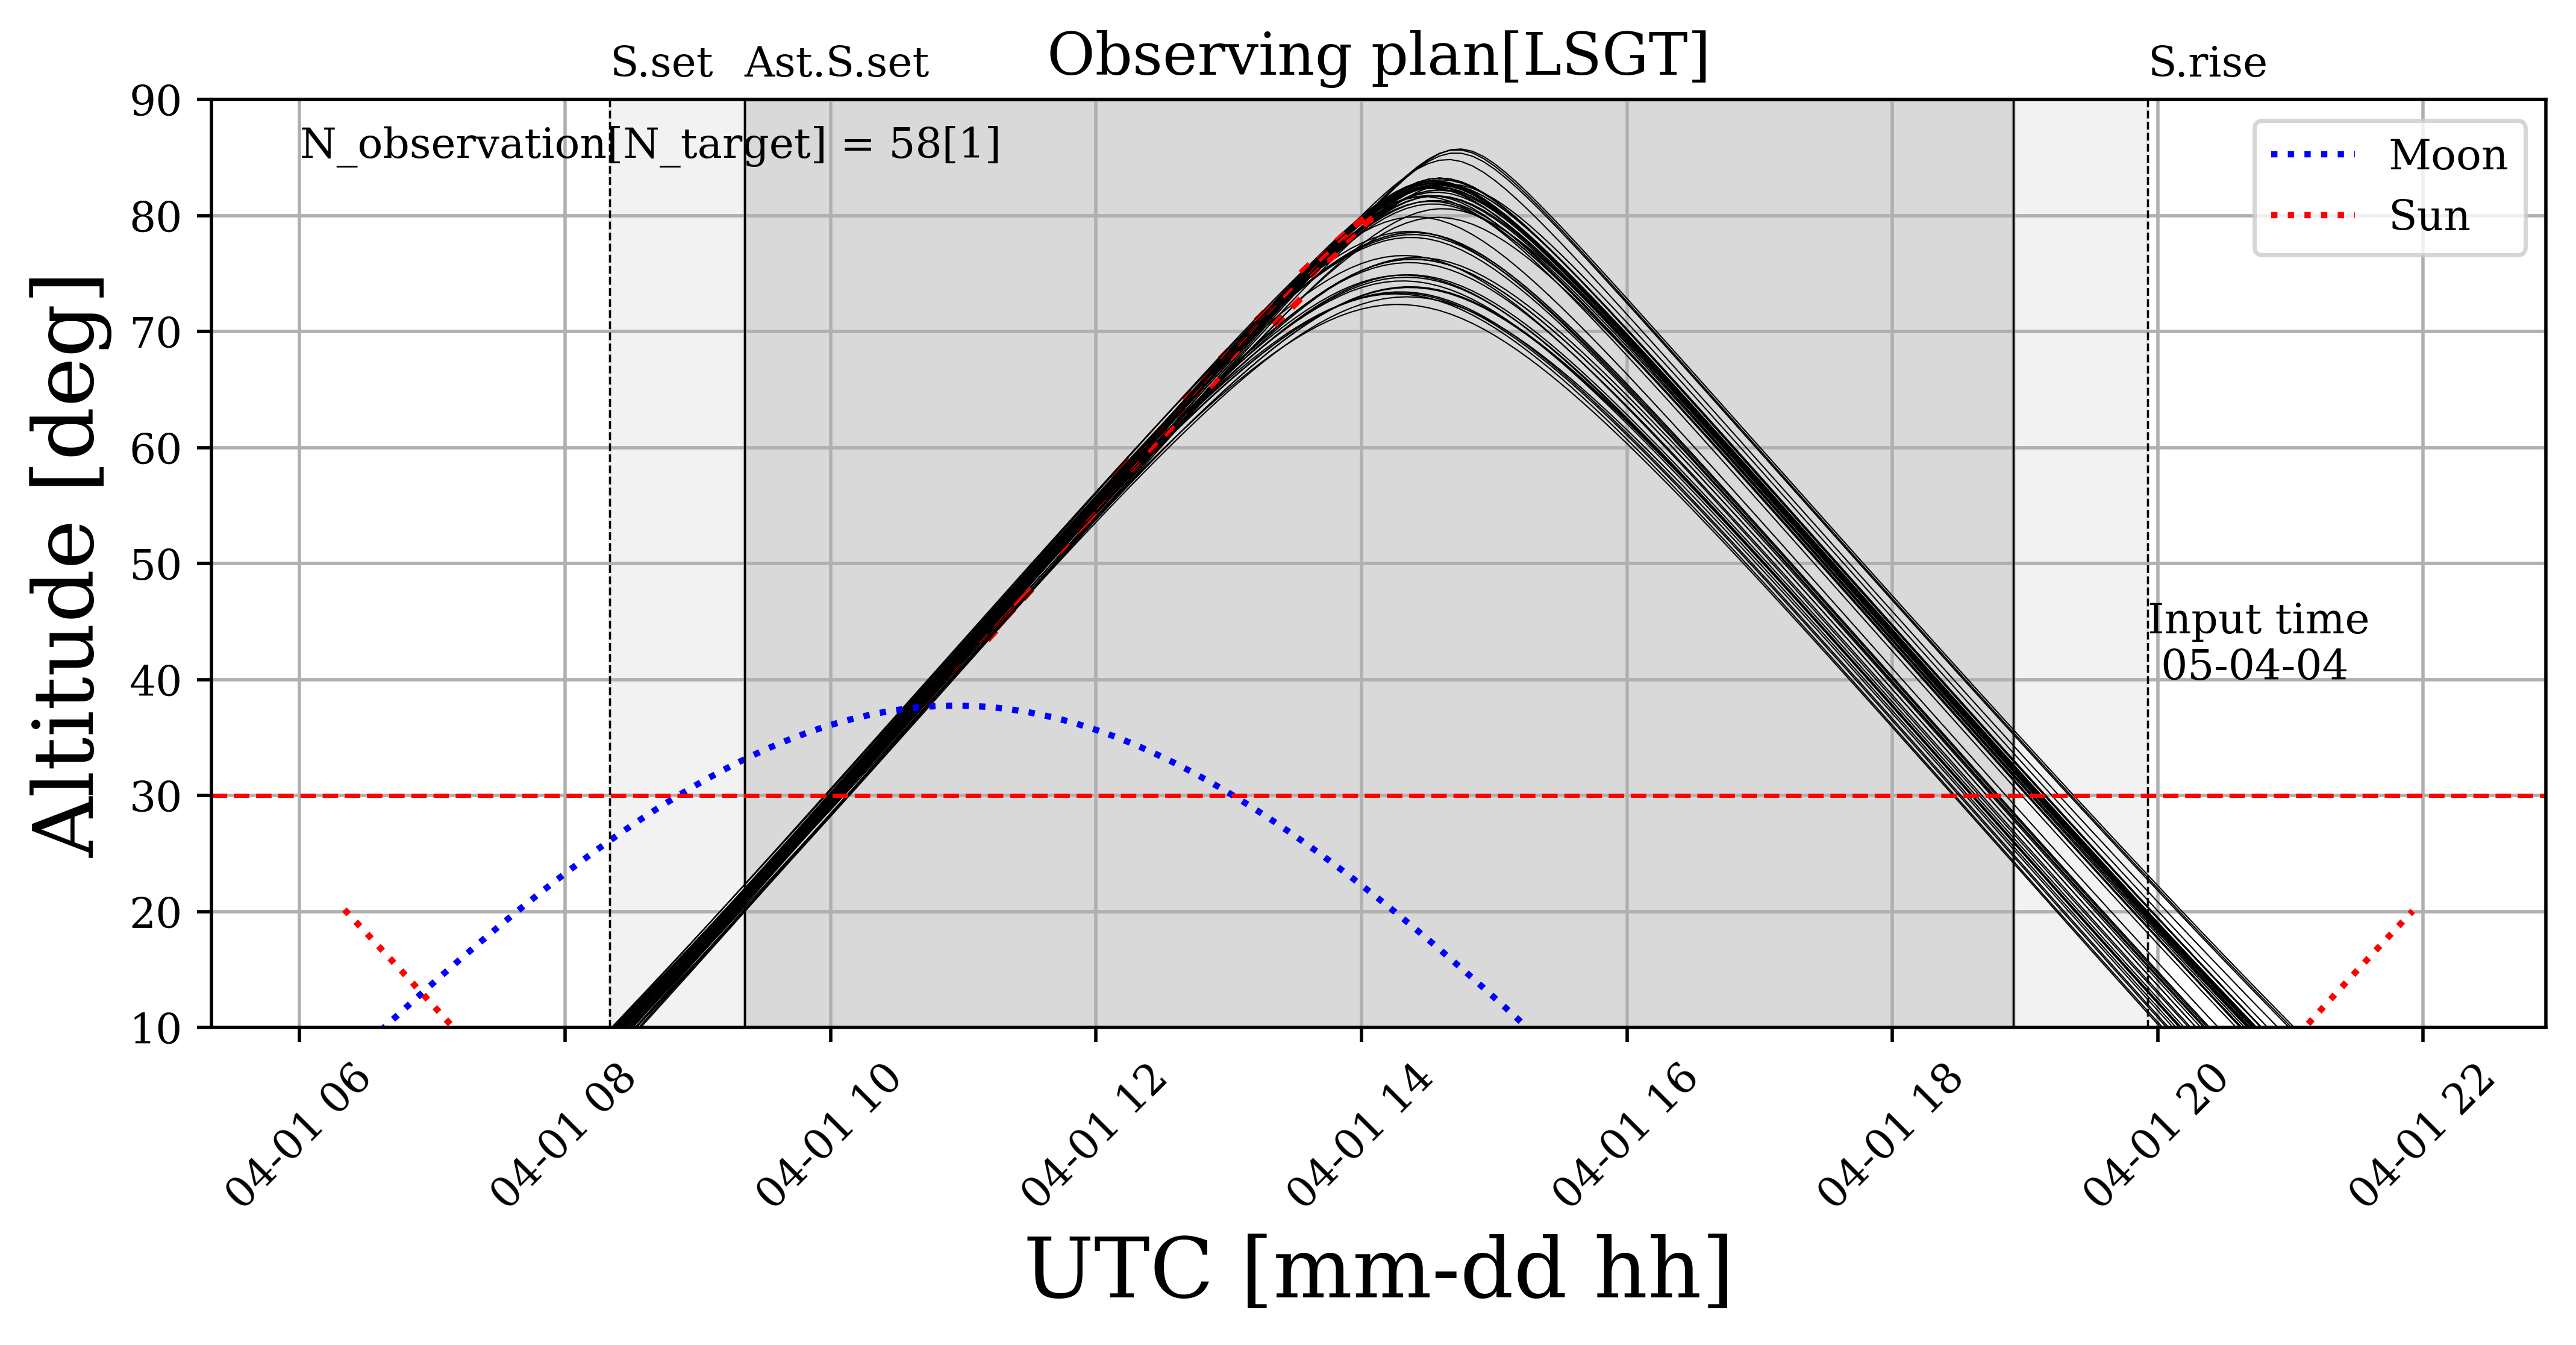 S.set Ast.S.set Observing plan[LSGT] S.rise
N_observation[N_target] = 58[1]
Moon
Sun
Input time
05-04-04
Altitude [deg]
90
80
70
60
50
40
30
20
10
04-01 06 04-01 08 04-01 10 04-01 12 04-01 14 04-01 16 04-01 18 04-01 20 04-01 22
UTC [mm-dd hh]